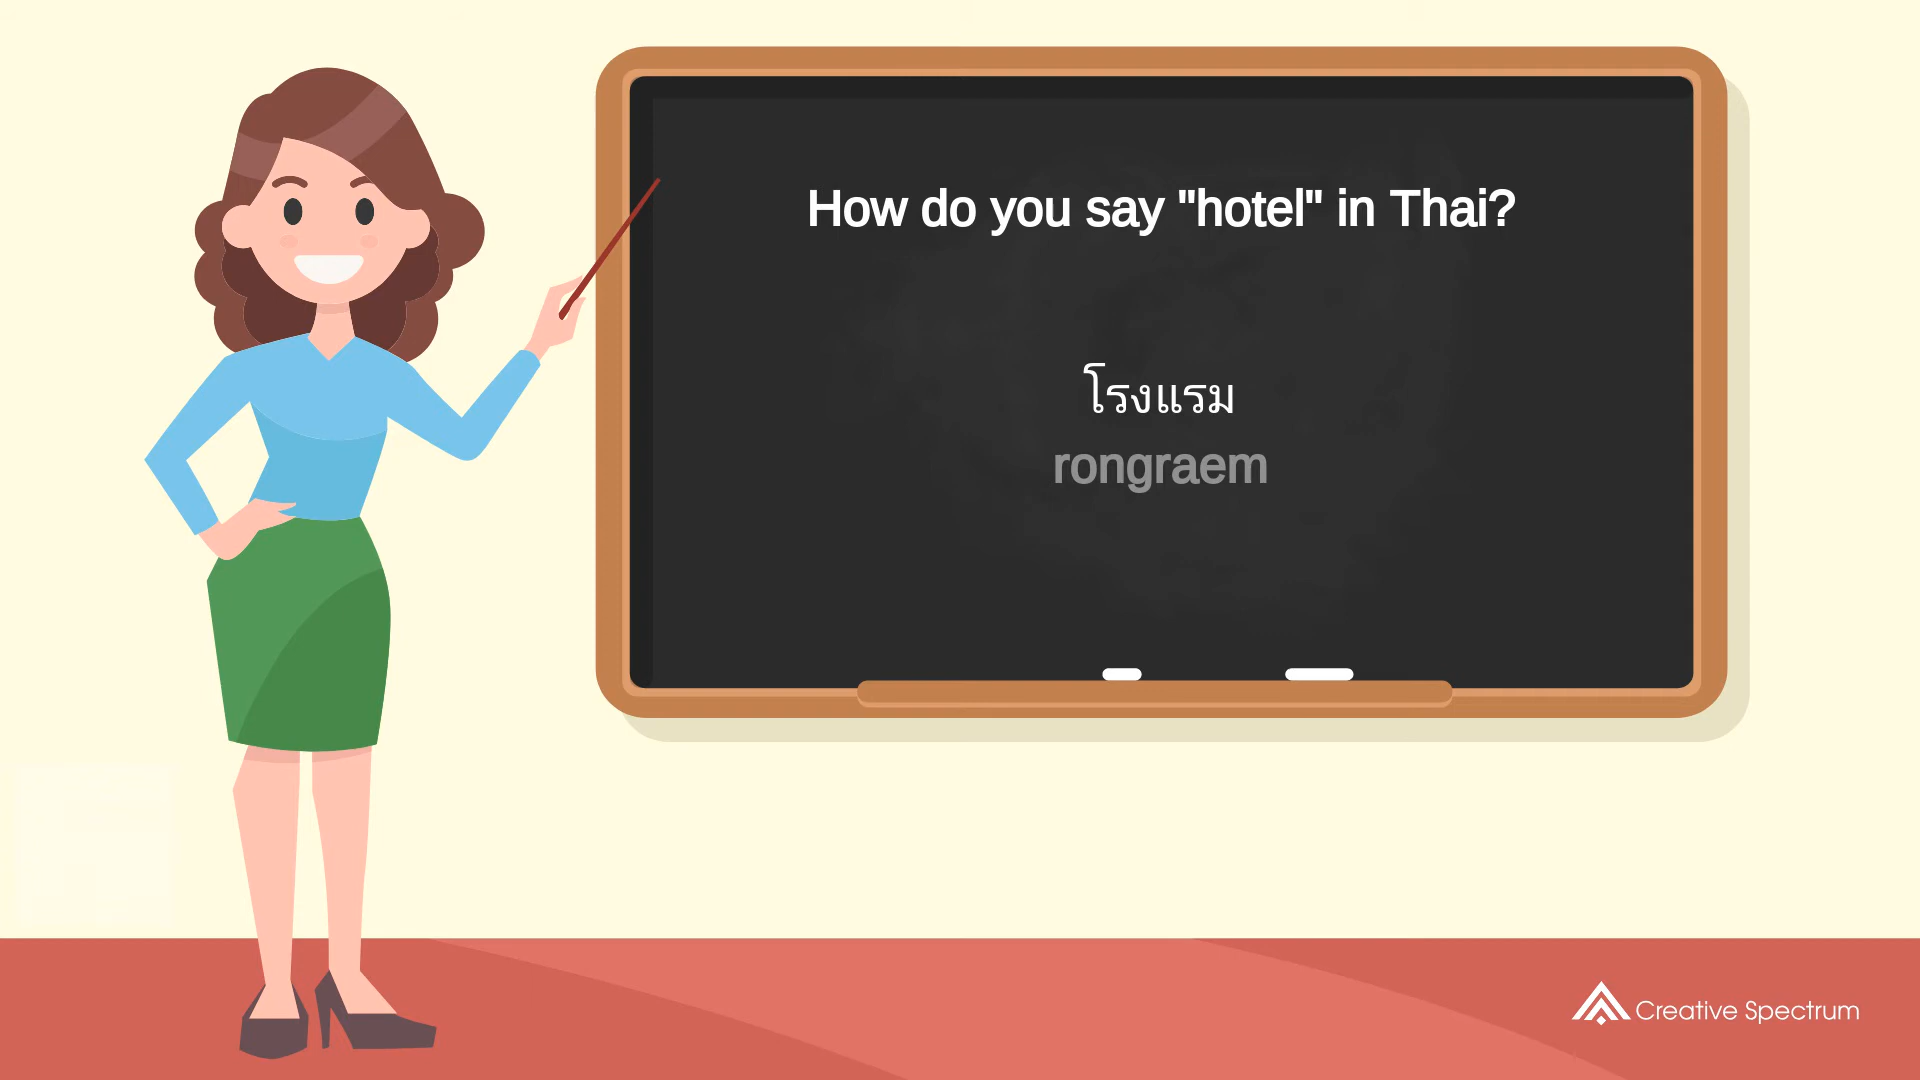 How do you say "hotel" in Thai?
โรงแรม
rongraem
Creative Spectrum